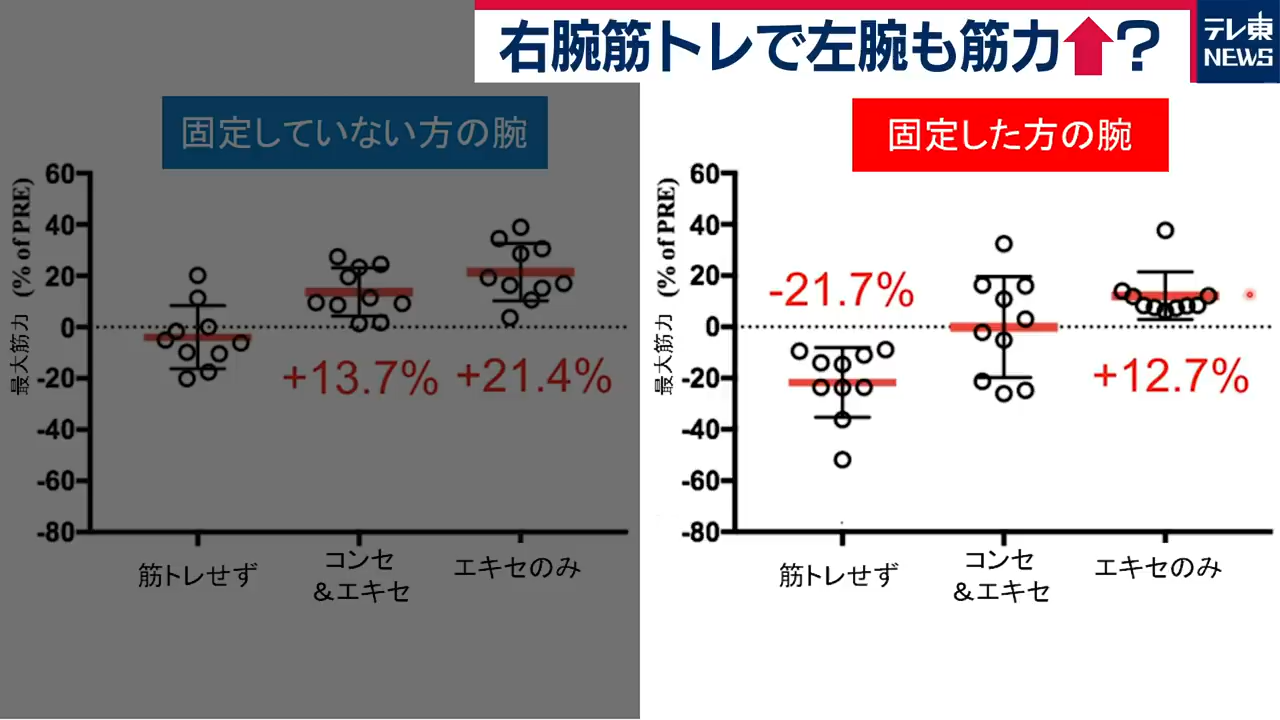 右腕筋トレで左腕も筋力↑?
テレ東
NEWS
固定していない方の腕
最大筋力 (% of PRE)
60
40
20
0
-20
-40
-60
-80
+13.7%
+21.4%
筋トレせず
コンセ
&エキセ
エキセのみ
固定した方の腕
最大筋力 (% of PRE)
60
40
20
0
-20
-40
-60
-80
-21.7%
+12.7%
筋トレせず
コンセ
&エキセ
エキセのみ